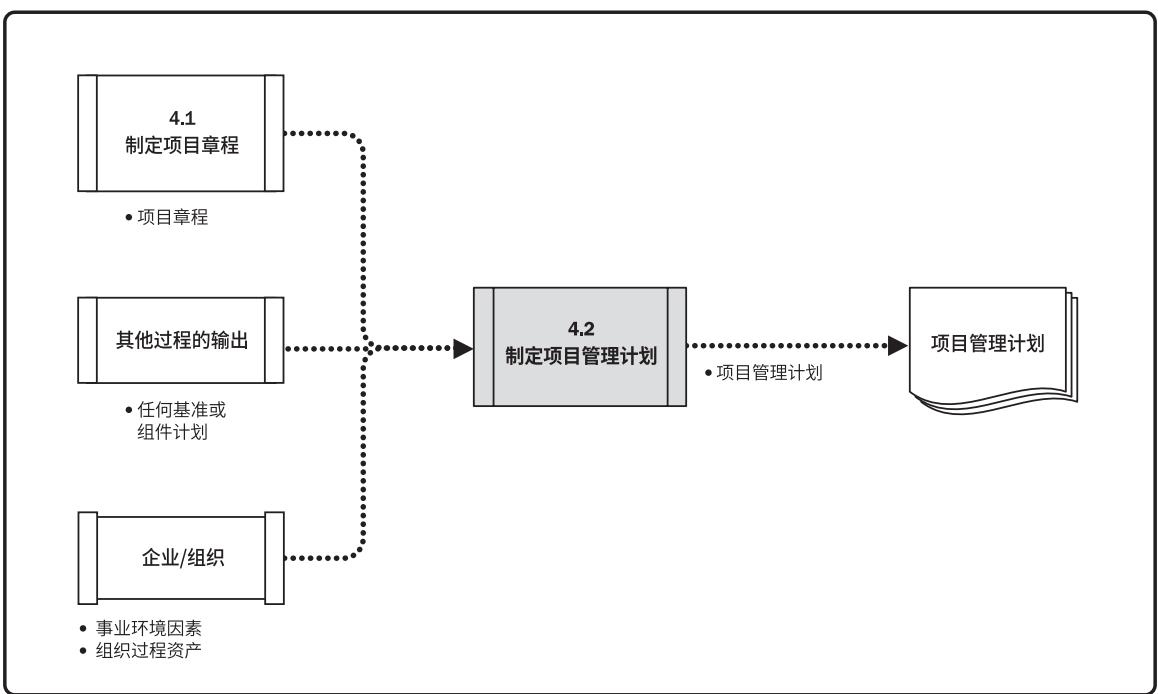 4.1
制定项目章程
• 项目章程
其他过程的输出
• 任何基准或
组件计划
企业/组织
• 事业环境因素
• 组织过程资产
4.2
制定项目管理计划
• 项目管理计划
项目管理计划